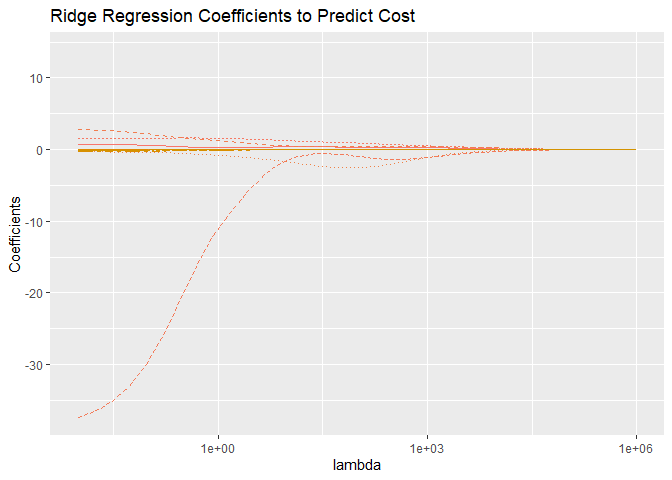 Ridge Regression Coefficients to Predict Cost
10
0
-10
-20
-30
Coefficients
1e+00
1e+03
1e+06
lambda